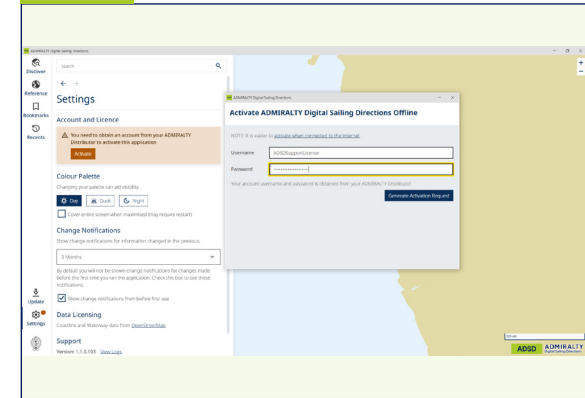 ADMIRALTY Digital Sailing Directions
Discover
Reference
Bookmarks
Recents
Update
Settings
Search
Settings
Account and Licence
You need to obtain an account from your ADMIRALTY
Distributor to activate this application
Activate
Colour Palette
Changing your palette can aid visibility
Day
Dusk
Night
Cover entire screen when maximised (may require restart)
Change Notifications
Show change notifications for information changed in the previous:
3 Months
By default you will not be shown change notifications for changes made
before the first time you ran the application. Check this box to see these
notifications.
Show change notifications from before first use
Data Licensing
Coastline and Waterway data from OpenStreetMap
Support
Version: 1.1.0.103 View Logs
ADMIRALTY Digital Sailing Directions
Activate ADMIRALTY Digital Sailing Directions Offline
NOTE: It is easier to activate when connected to the internet.
Username
Password
Your account username and password is obtained from your ADMIRALTY Distributor
Generate Activation Request
ADSD
ADMIRALTY
Digital Sailing Directions